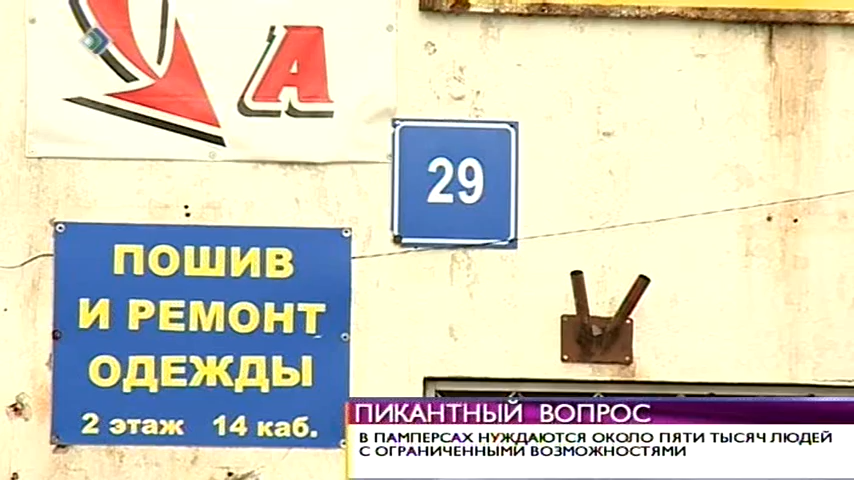 А
29
ПОШИВ
И РЕМОНТ
ОДЕЖДЫ
2 этаж 14 каб.
ПИКАНТНЫЙ ВОПРОС
В ПАМПЕРСАХ НУЖДАЮТСЯ ОКОЛО ПЯТИ ТЫСЯЧ ЛЮДЕЙ
С ОГРАНИЧЕННЫМИ ВОЗМОЖНОСТЯМИ